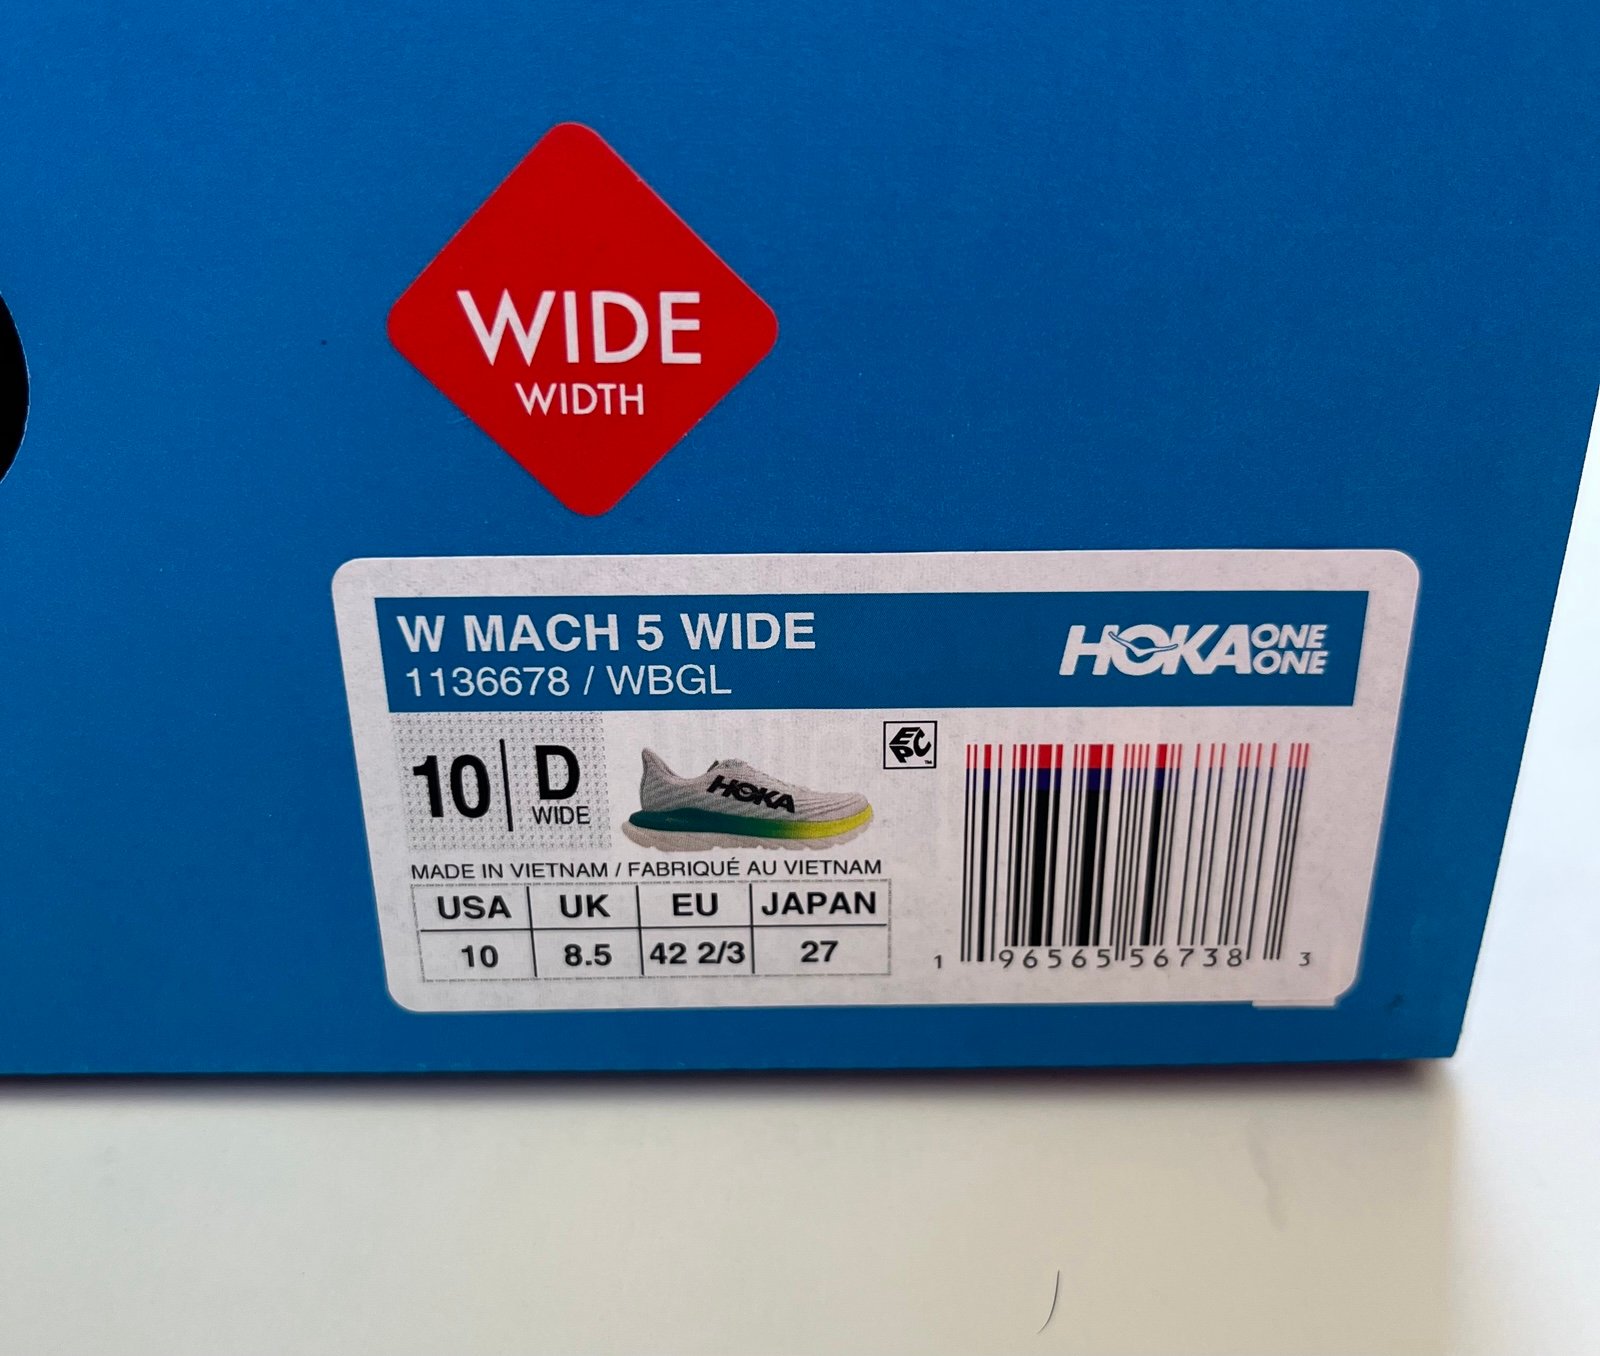 WIDE
WIDTH
W MACH 5 WIDE
1136678 / WBGL
HOKA ONE ONE
10 D
WIDE
HOKA
EPC™
MADE IN VIETNAM / FABRIQUÉ AU VIETNAM
USA UK EU JAPAN
10 8.5 42 2/3 27
1 96565 56738 3